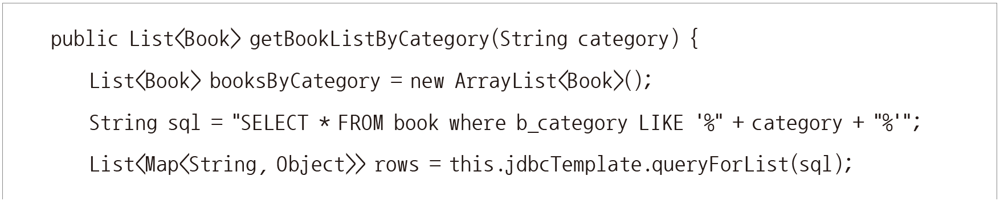 public List<Book> getBookListByCategory(String category) {
List<Book> booksByCategory = new ArrayList<Book>();
String sql = "SELECT * FROM book where b_category LIKE '%" + category + "%'";
List<Map<String, Object>> rows = this.jdbcTemplate.queryForList(sql);